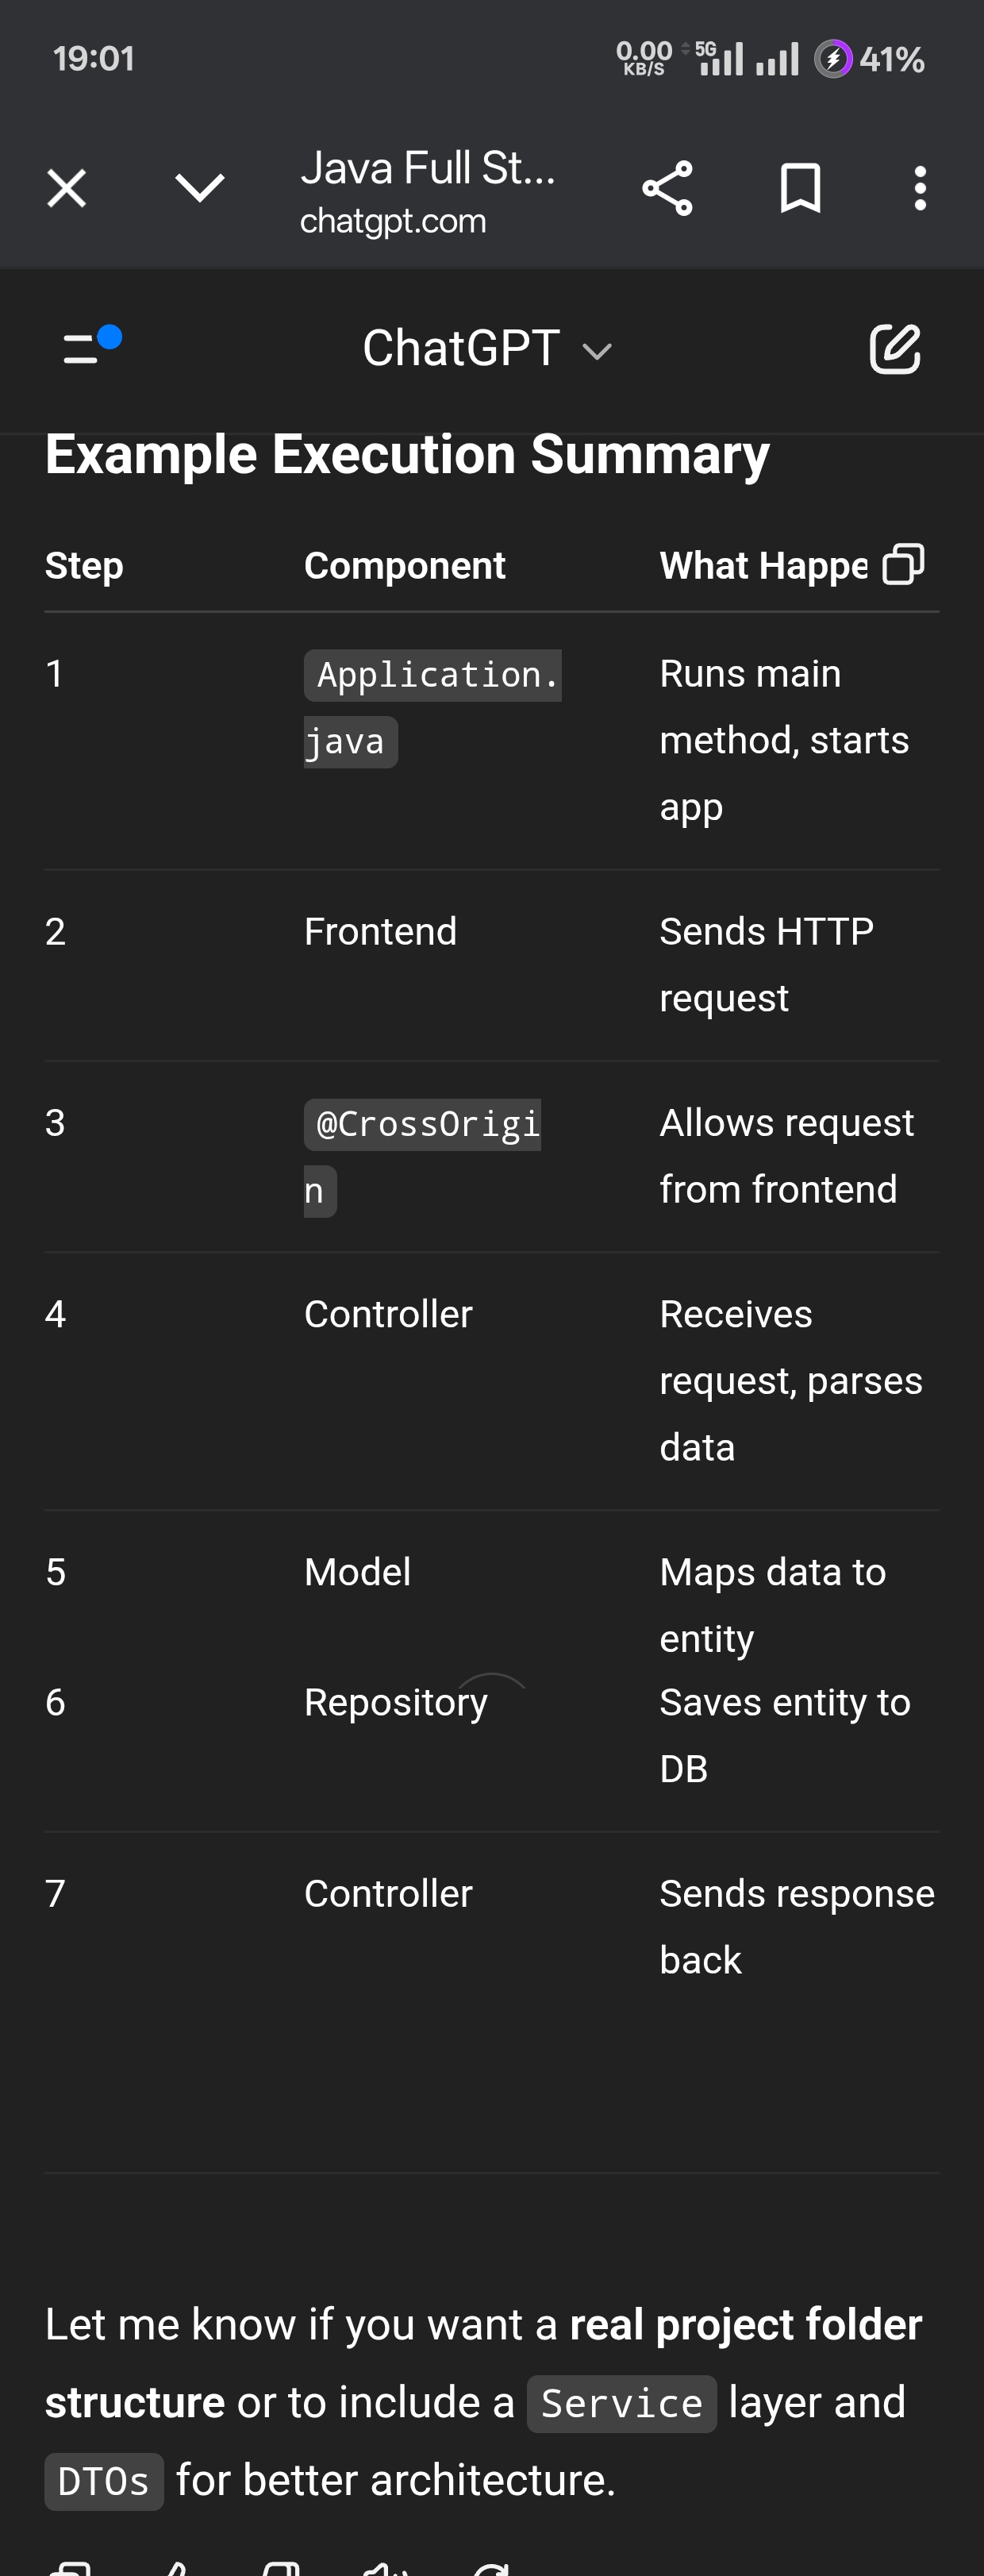 19:01 0.00 KB/S 5G 41%
Java Full St...
chatgpt.com
ChatGPT
Example Execution Summary
Step Component What Happe
1 Application. Runs main
java method, starts
app
2 Frontend Sends HTTP
request
3 @CrossOrigi Allows request
n from frontend
4 Controller Receives
request, parses
data
5 Model Maps data to
entity
6 Repository Saves entity to
DB
7 Controller Sends response
back
Let me know if you want a real project folder
structure or to include a Service layer and
DTOs for better architecture.